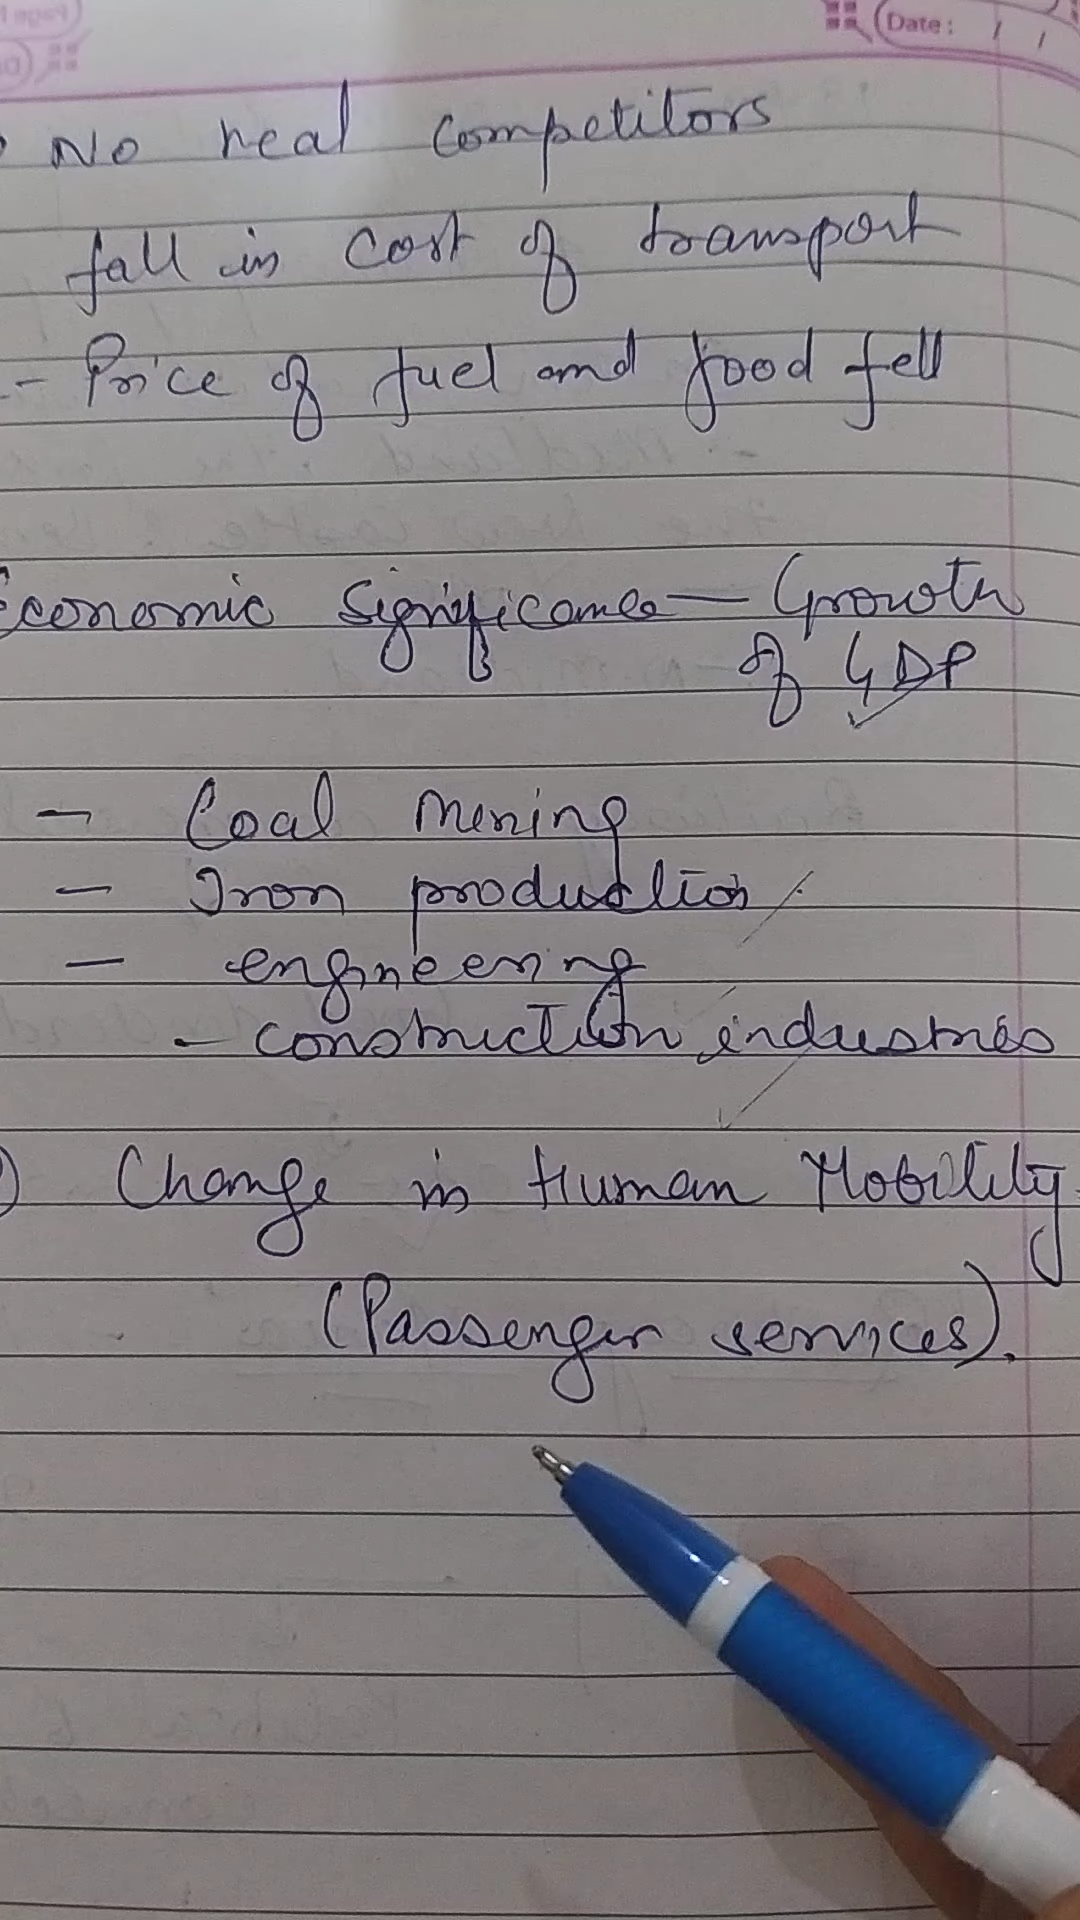 Date: / /
No real competitors
fall in cost of transport
- Price of fuel and food fell
Economic Significance — Growth
of GDP
- Coal mining
- Iron production
- engineering
- construction industries
Change in Human Mobility
(Passenger services).